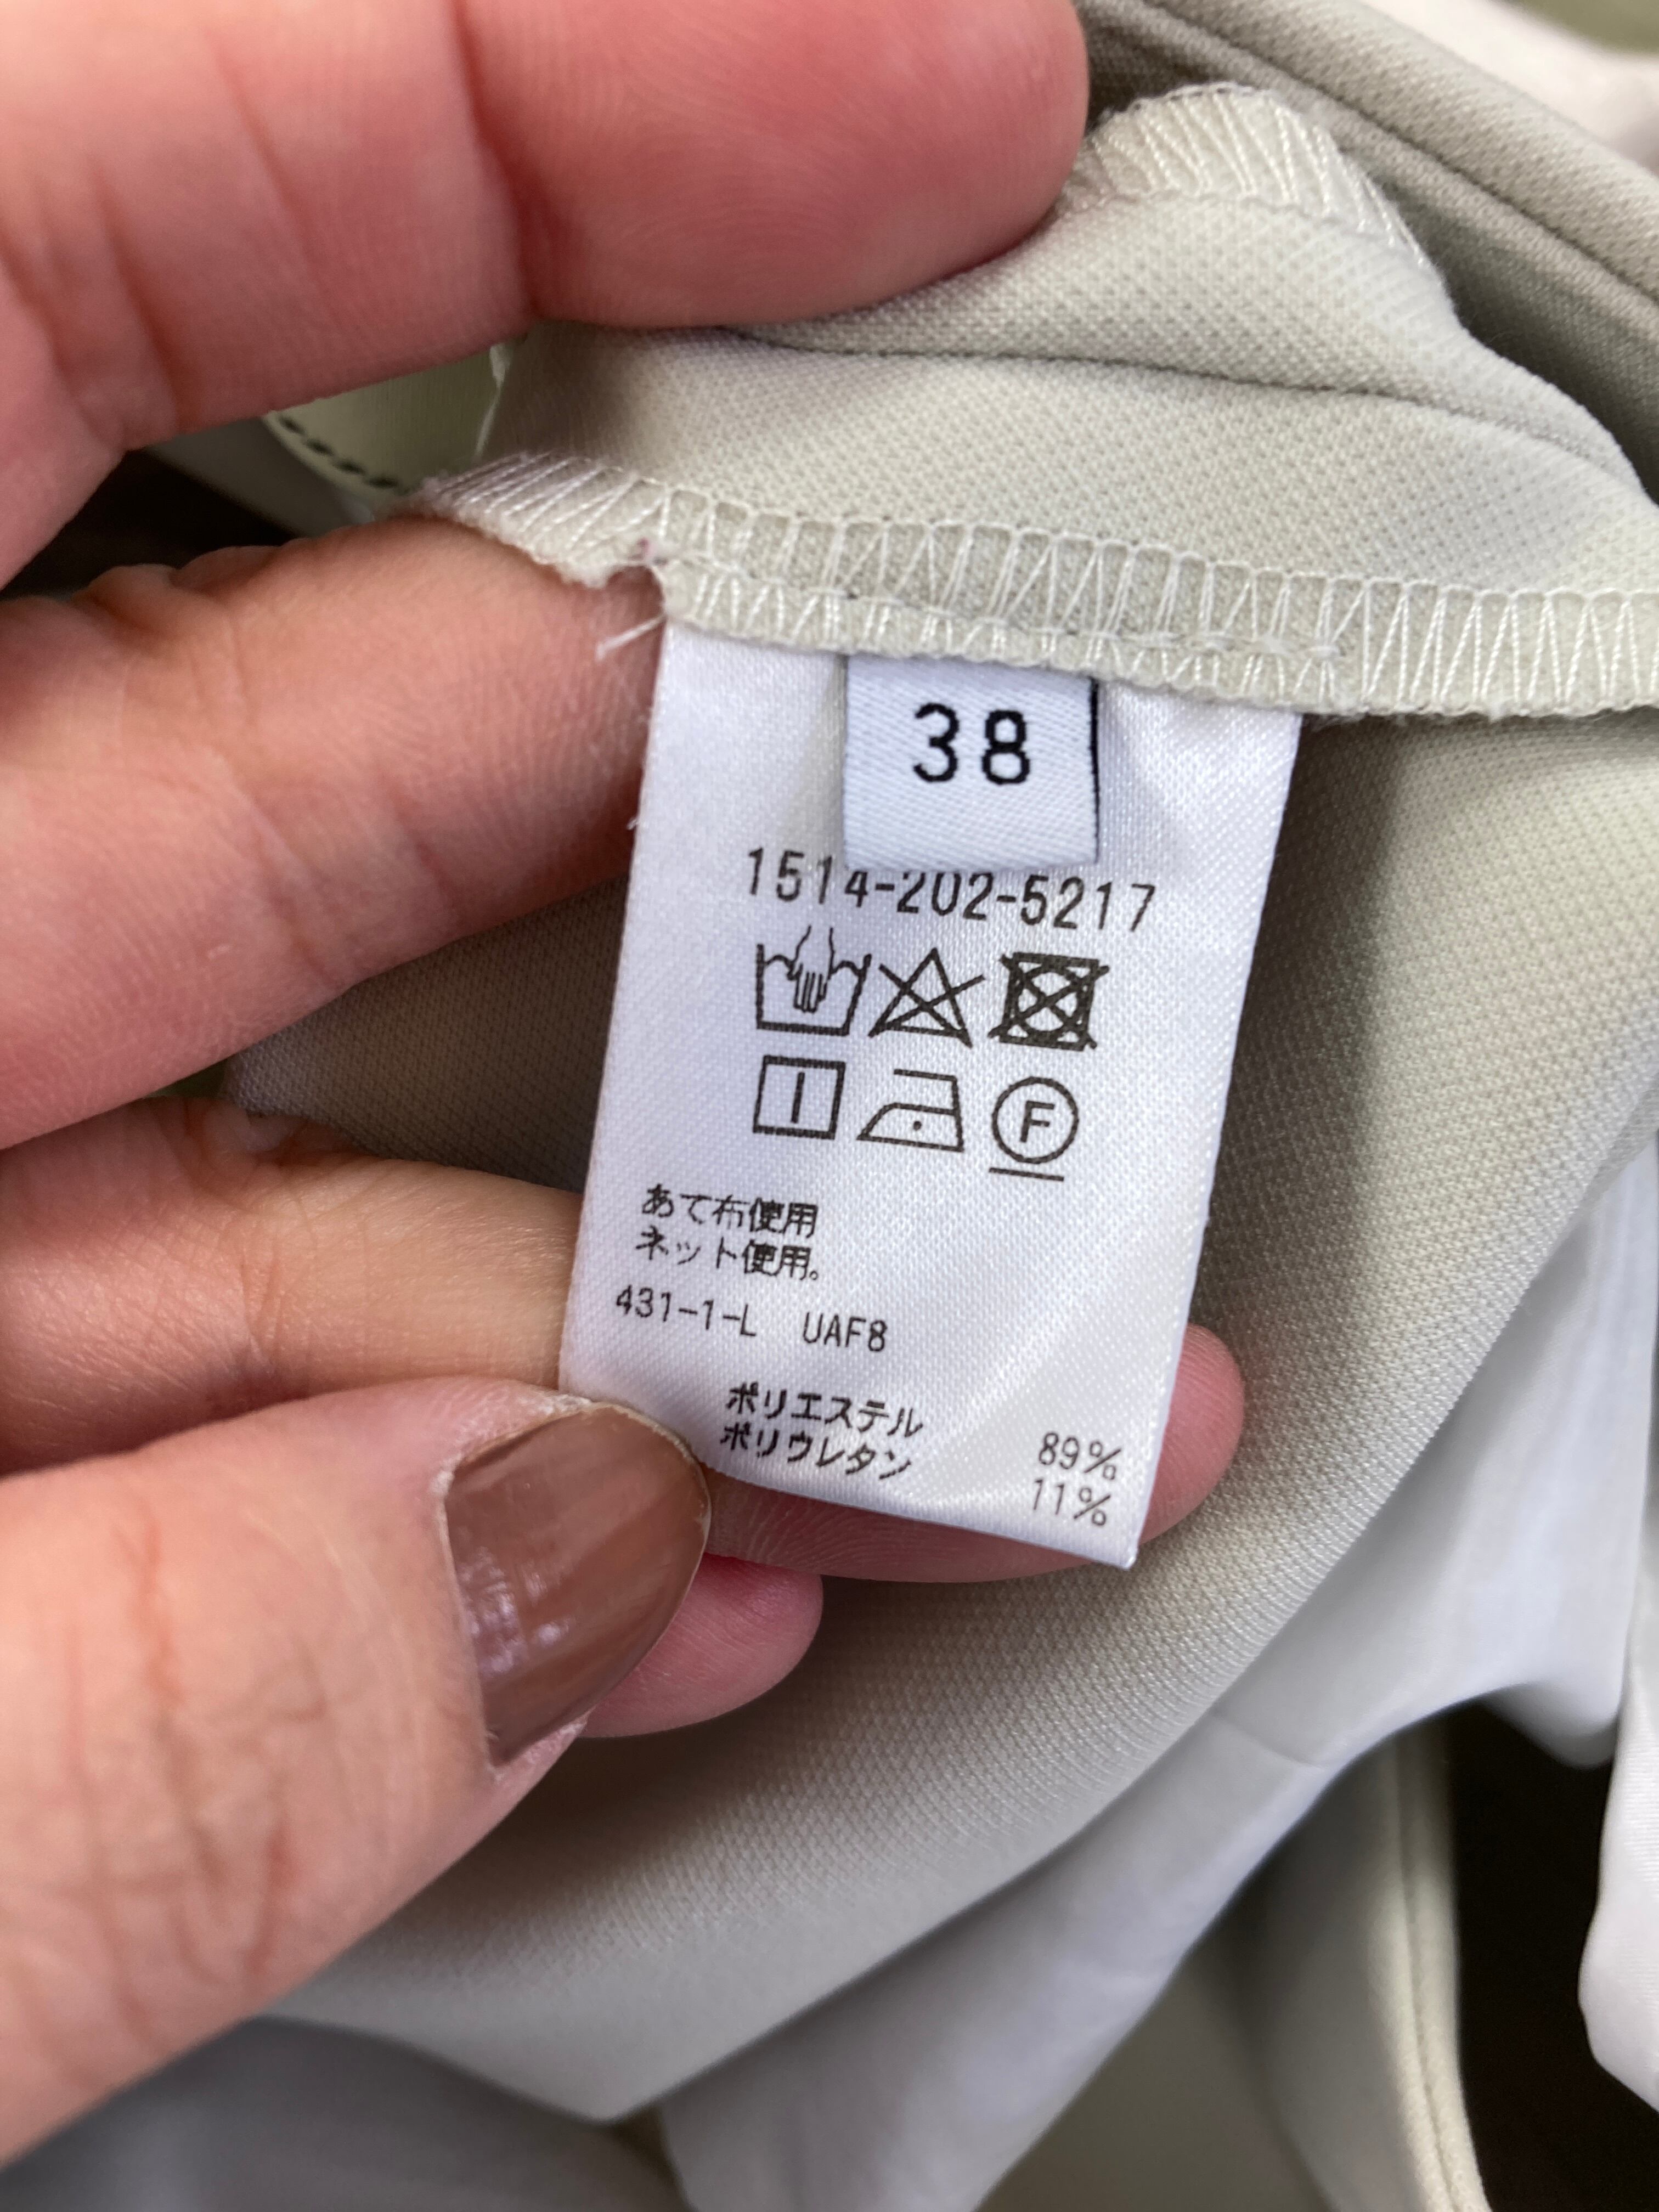 38
1514-202-5217
F
あて布使用
ネット使用。
431-1-L UAF8
ポリエステル 89%
ポリウレタン 11%